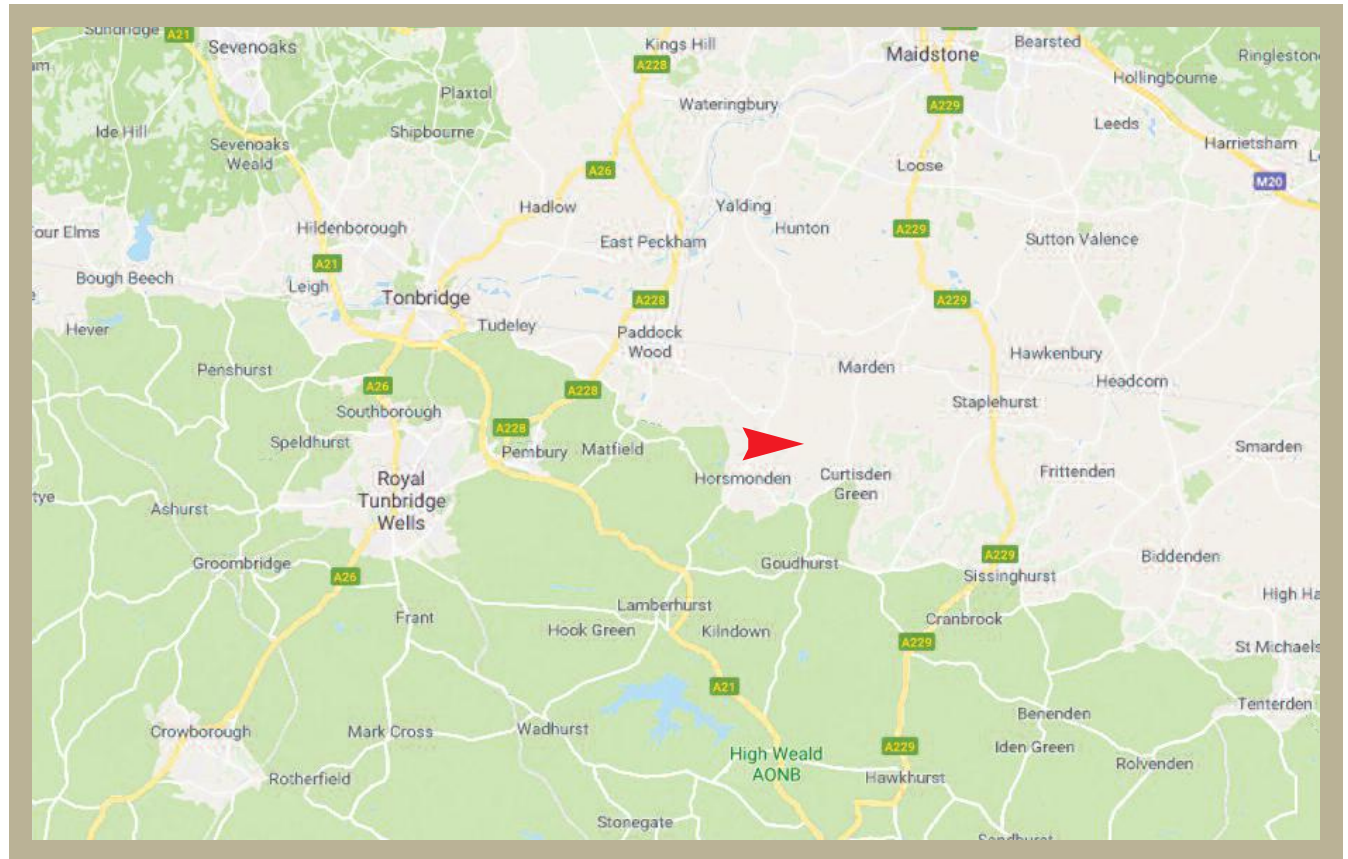 Sundridge
A21
Sevenoaks
Kings Hill
A228
Maidstone
Bearsted
Ringlestone
Hollingbourne
Plaxtol
Wateringbury
A229
Leeds
Ide Hill
Shipbourne
Sevenoaks
Weald
Harrietsham
Loose
A26
M20
Hadlow
Yalding
Hildenborough
Hunton
A229
our Elms
East Peckham
Sutton Valence
A21
Bough Beech
Leigh
Tonbridge
A228
A229
Hever
Tudeley
Paddock
Wood
Hawkenbury
Penshurst
Marden
Headcorn
A26
A228
Southborough
Staplehurst
A228
Speldhurst
Pembury
Matfield
Smarden
Horsmonden
Curtisden
Green
Frittenden
Royal
Tunbridge
Wells
tye
Ashurst
Groombridge
A26
Goudhurst
A229
Sissinghurst
Biddenden
High Ha
Lamberhurst
Frant
Hook Green
Kilndown
Cranbrook
A229
St Michaels
A21
Tenterden
Benenden
Crowborough
Mark Cross
Wadhurst
High Weald
AONB
A229
Iden Green
Rolvenden
Rotherfield
Hawkhurst
Stonegate